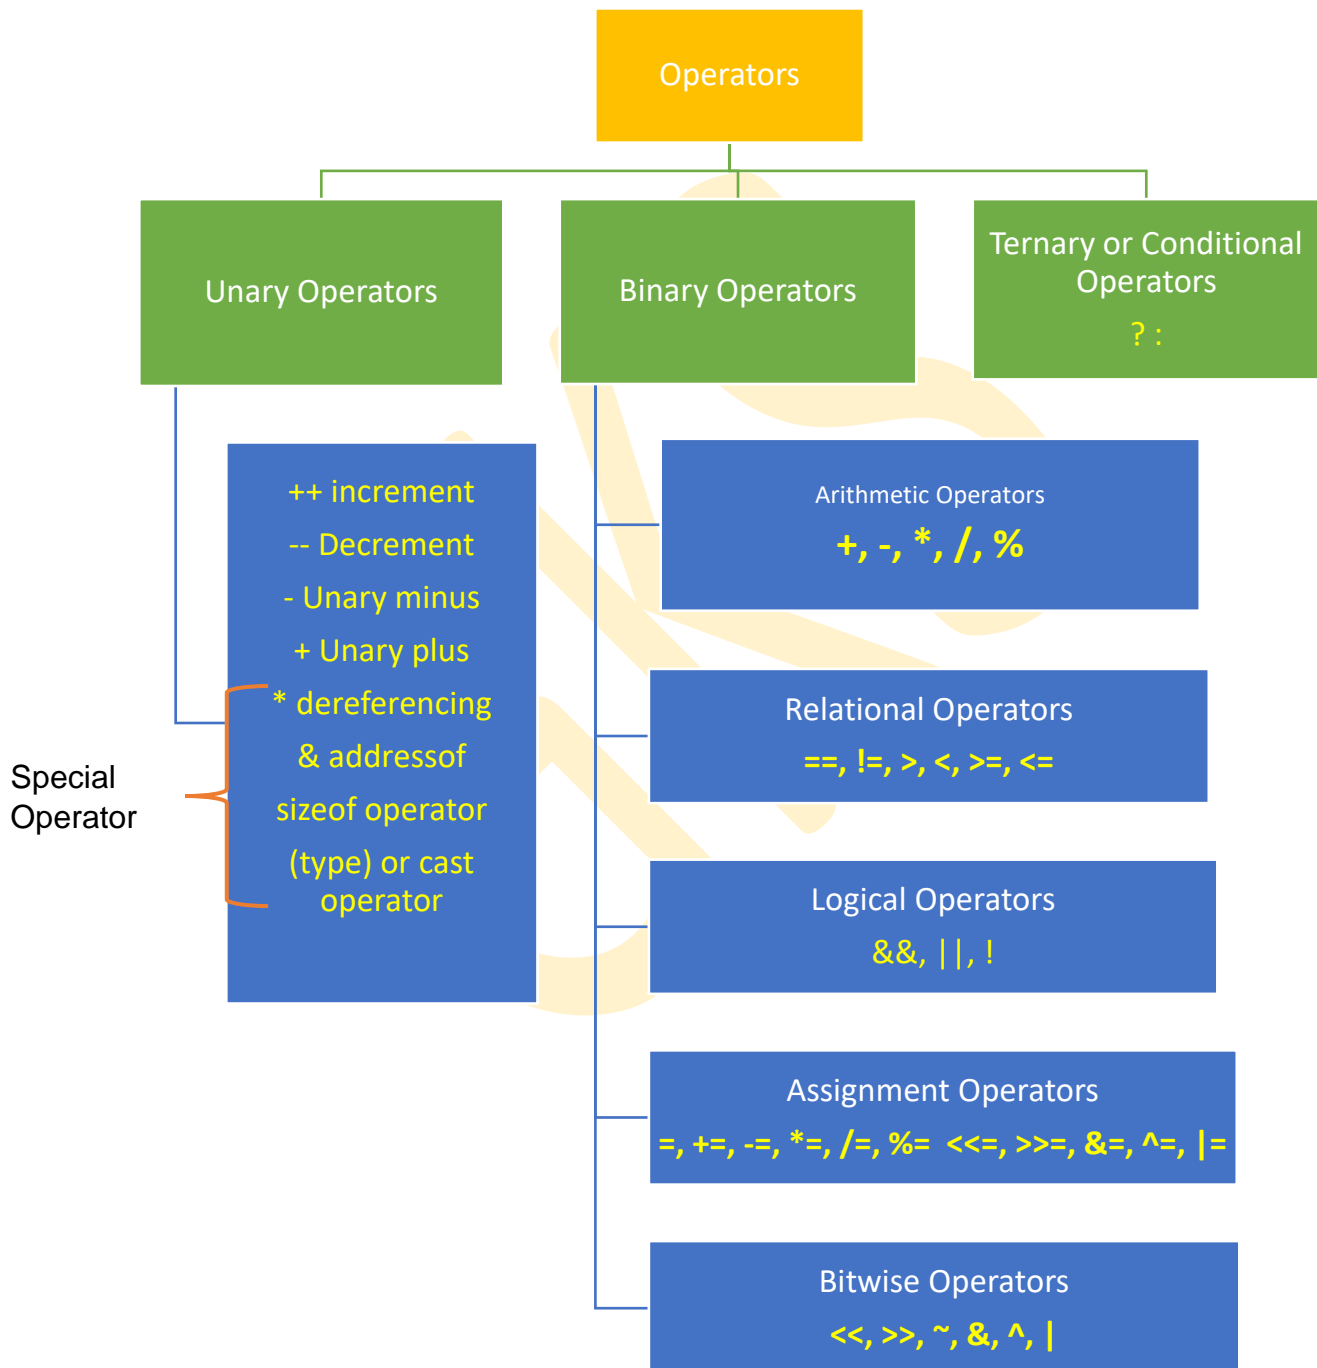 Operators
Unary Operators
Binary Operators
Ternary or Conditional
Operators
? :
++ increment
-- Decrement
- Unary minus
+ Unary plus
* dereferencing
& addressof
sizeof operator
(type) or cast
operator
Special
Operator
Arithmetic Operators
+, -, *, /, %
Relational Operators
==, !=, >, <, >=, <=
Logical Operators
&&, ||, !
Assignment Operators
=, +=, -=, *=, /=, %= <<=, >>=, &=, ^=, |=
Bitwise Operators
<<, >>, ~, &, ^, |